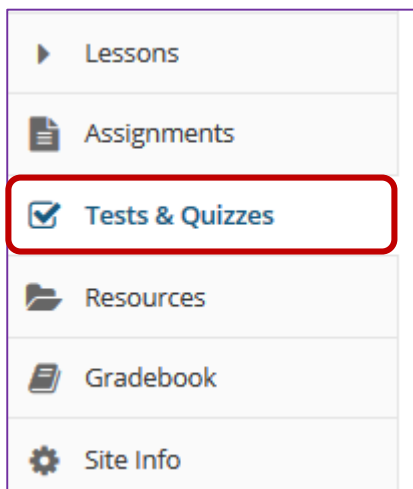 Lessons
Assignments
Tests & Quizzes
Resources
Gradebook
Site Info